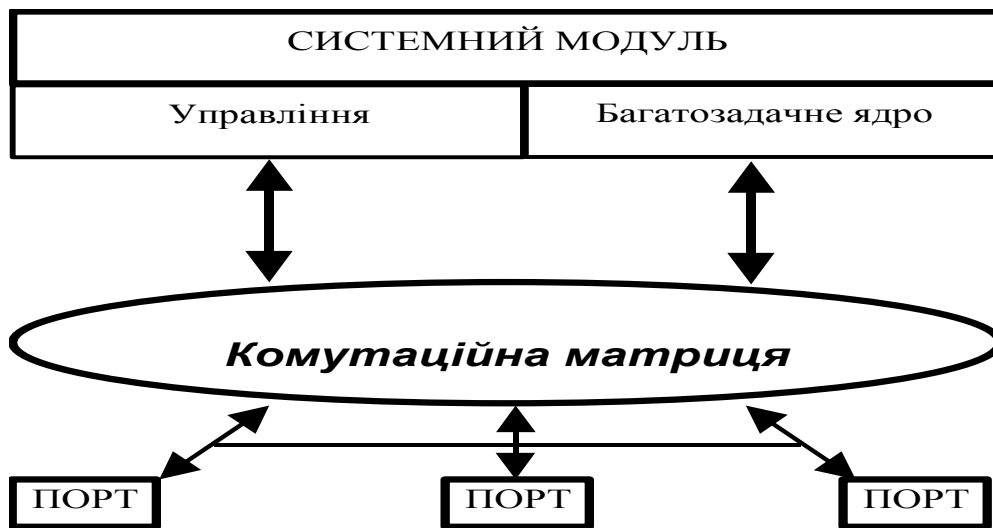 СИСТЕМНИЙ МОДУЛЬ
Управління
Багатозадачне ядро
Комутаційна матриця
ПОРТ
ПОРТ
ПОРТ